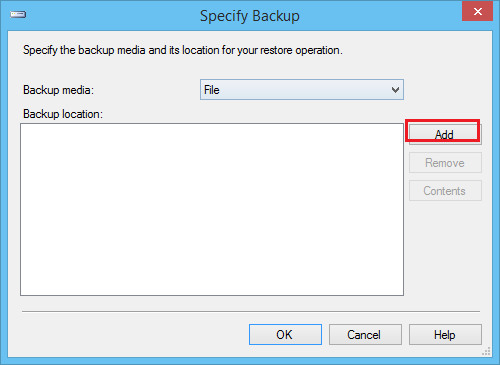 Specify Backup
Specify the backup media and its location for your restore operation.
Backup media:
File
Backup location:
Add
Remove
Contents
OK
Cancel
Help